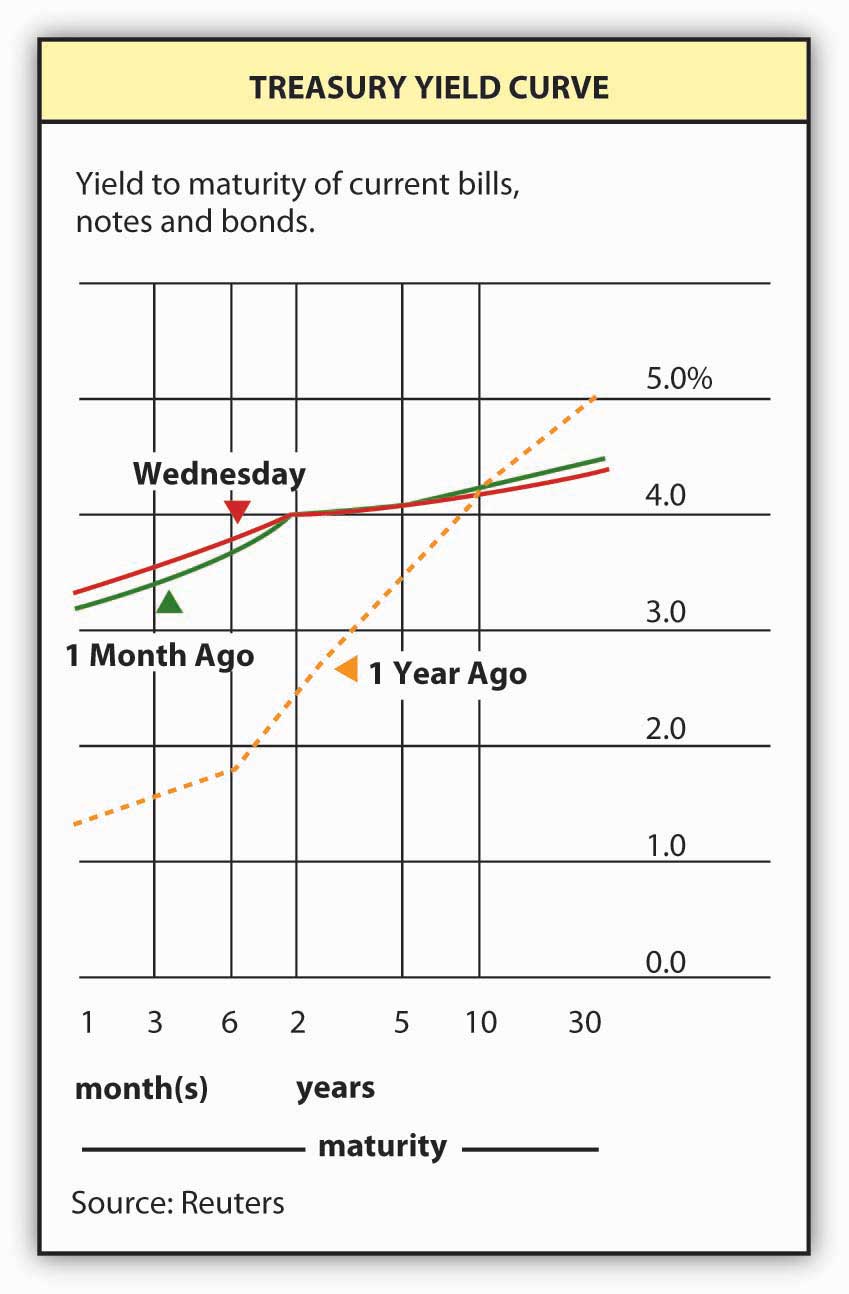 TREASURY YIELD CURVE
Yield to maturity of current bills,
notes and bonds.
5.0%
Wednesday
4.0
3.0
1 Month Ago
1 Year Ago
2.0
1.0
0.0
1 3 6 2 5 10 30
month(s) years
maturity
Source: Reuters